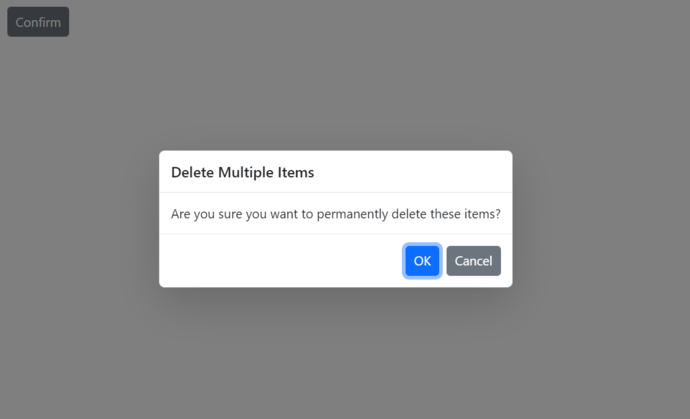 Confirm
Delete Multiple Items
Are you sure you want to permanently delete these items?
OK Cancel